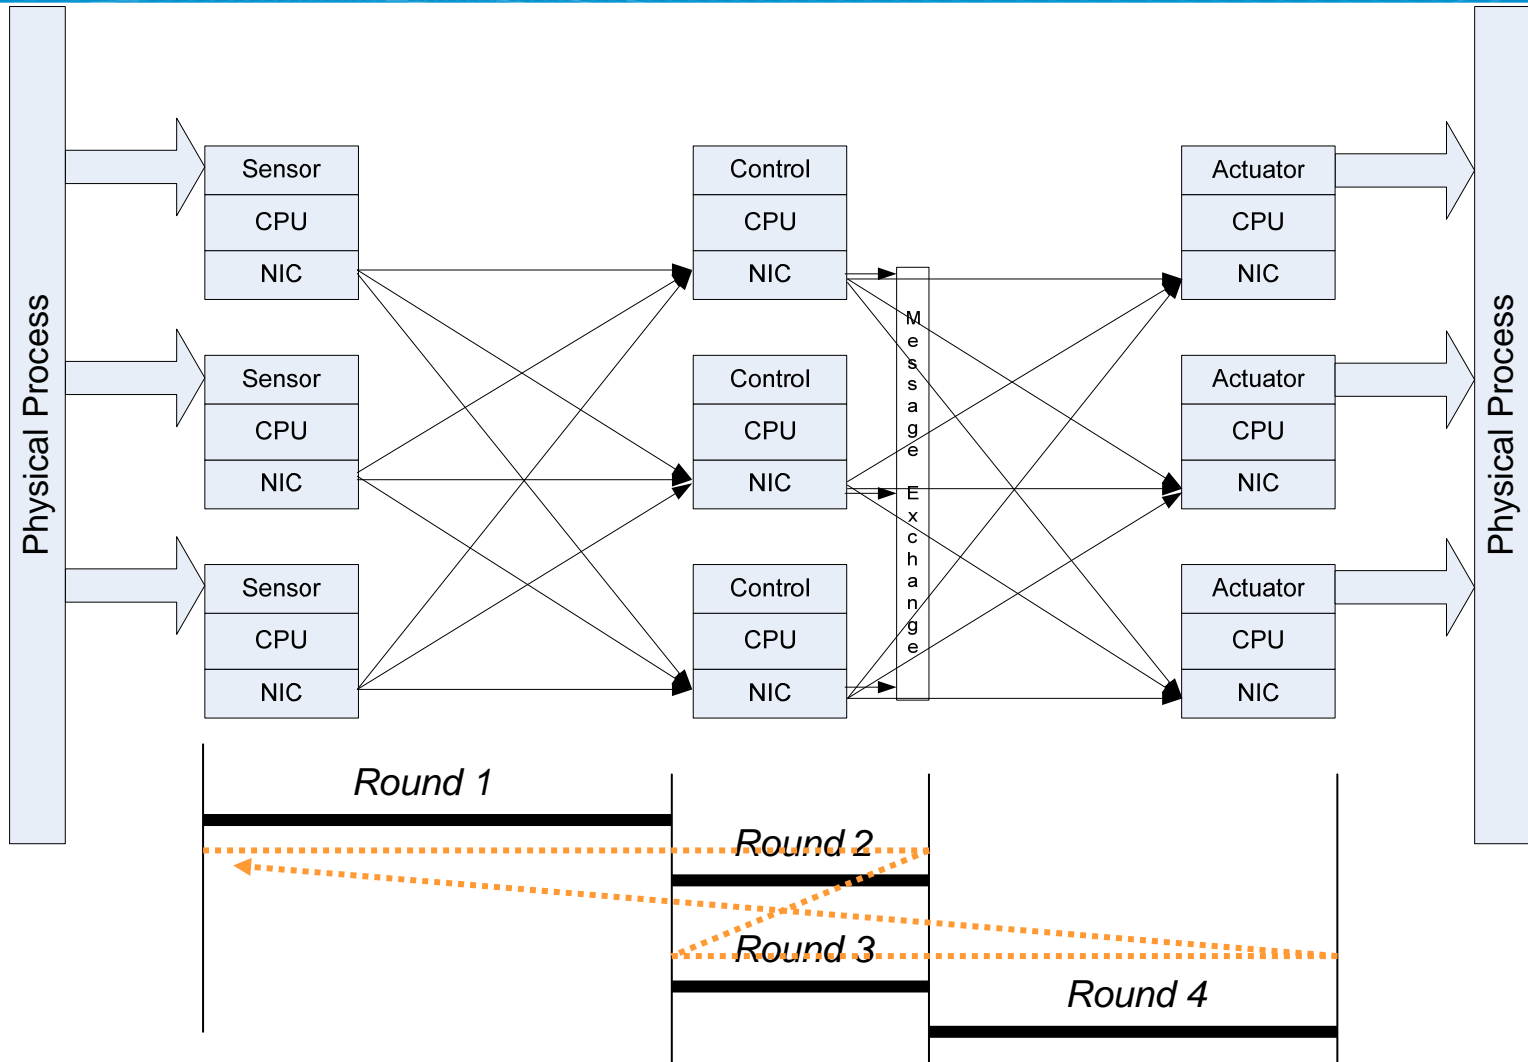 Physical Process
Sensor
CPU
NIC
Sensor
CPU
NIC
Sensor
CPU
NIC
Control
CPU
NIC
Control
CPU
NIC
Control
CPU
NIC
Message Exchange
Actuator
CPU
NIC
Actuator
CPU
NIC
Actuator
CPU
NIC
Physical Process
Round 1
Round 2
Round 3
Round 4